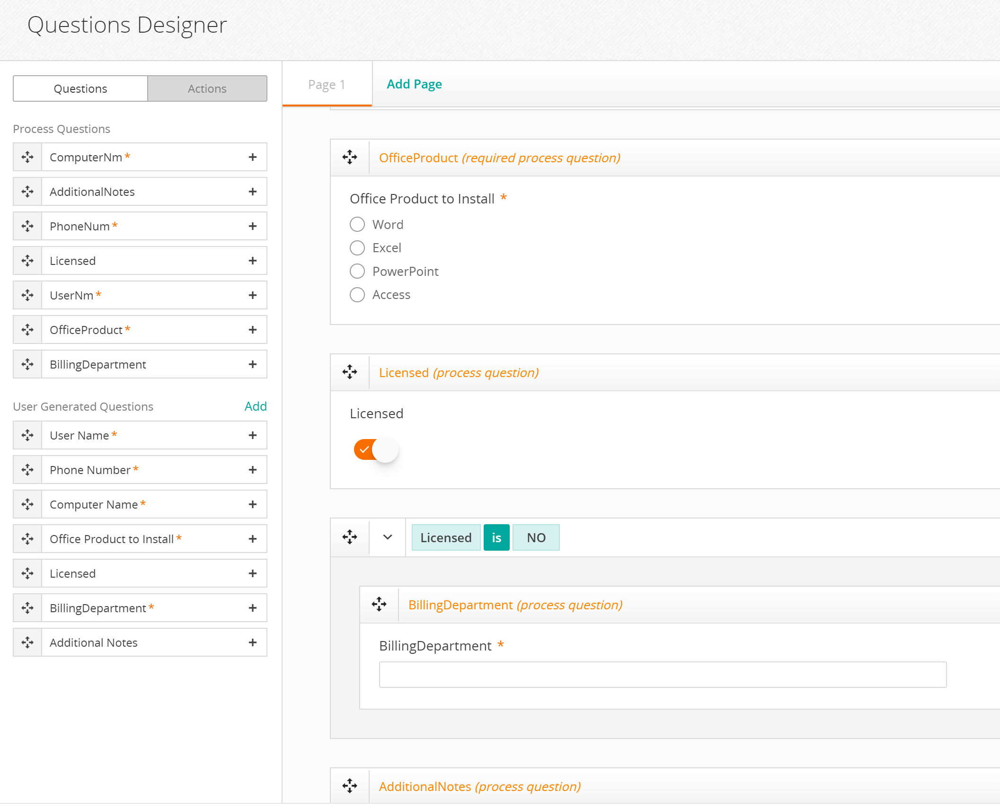 Questions Designer
Questions
Actions
Page 1
Add Page
Process Questions
ComputerNm *
AdditionalNotes
PhoneNum *
Licensed
UserNm *
OfficeProduct *
BillingDepartment
User Generated Questions
Add
User Name *
Phone Number *
Computer Name *
Office Product to Install *
Licensed
BillingDepartment *
Additional Notes
OfficeProduct (required process question)
Office Product to Install *
Word
Excel
PowerPoint
Access
Licensed (process question)
Licensed
Licensed is NO
BillingDepartment (process question)
BillingDepartment *
AdditionalNotes (process question)